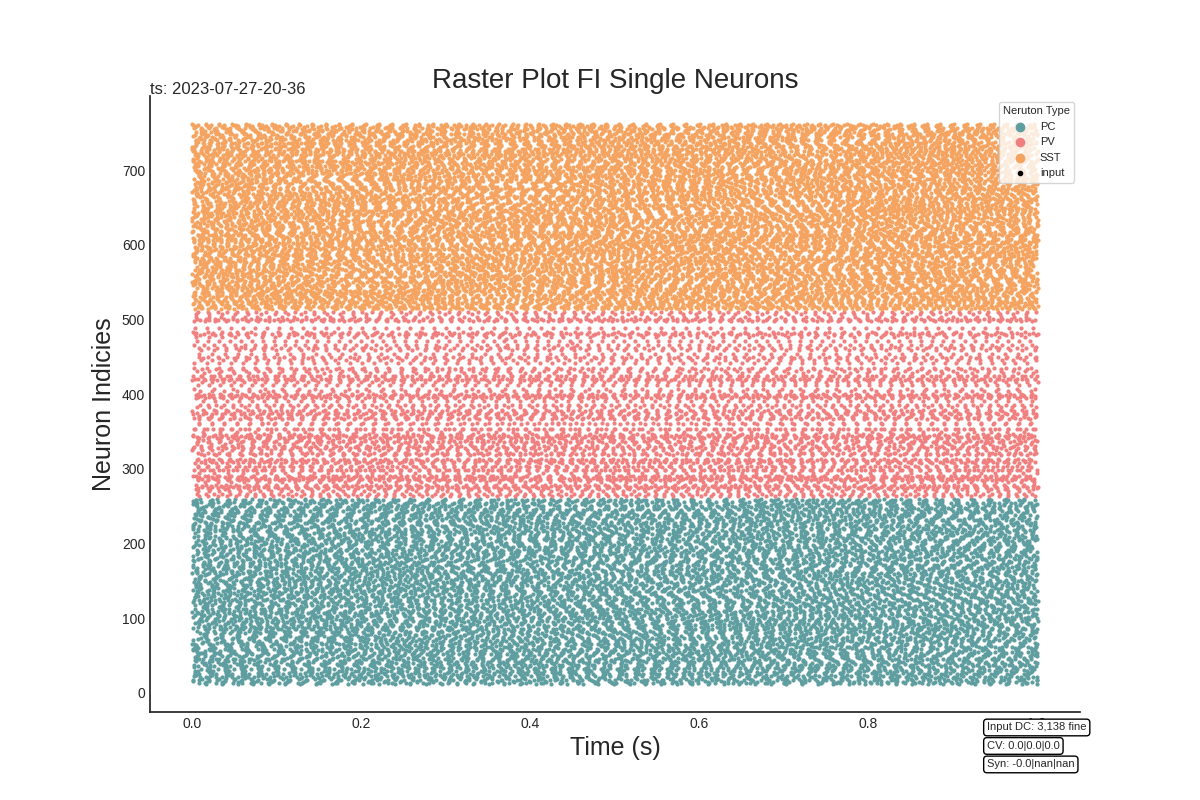 Raster Plot FI Single Neurons
ts: 2023-07-27-20-36
Neruton Type
PC
PV
SST
input
700
600
500
400
300
200
100
0
Neuron Indicies
0.0 0.2 0.4 0.6 0.8
Time (s)
Input DC: 3,138 fine
CV: 0.0|0.0|0.0
Syn: -0.0|nan|nan